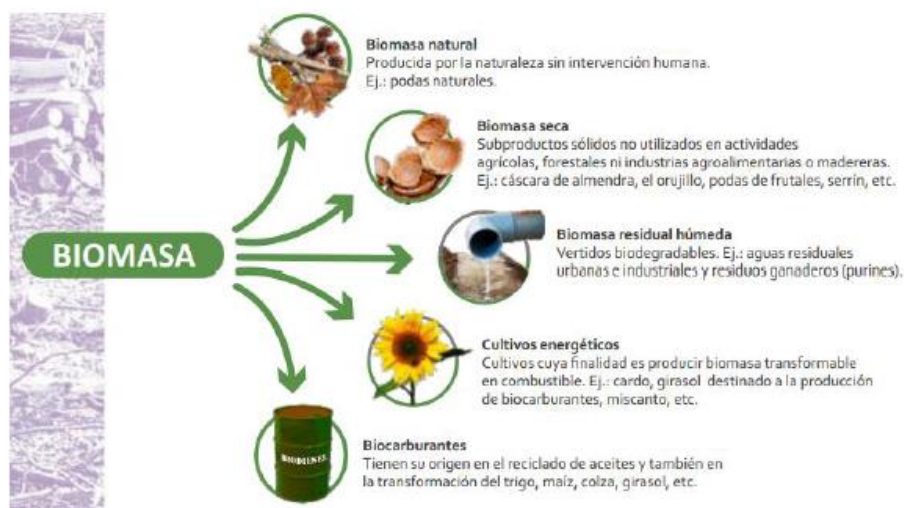 Biomasa natural
Producida por la naturaleza sin intervención humana.
Ej.: podas naturales.
Biomasa seca
Subproductos sólidos no utilizados en actividades
agrícolas, forestales ni industrias agroalimentarias o madereras.
Ej.: cáscara de almendra, el orujillo, podas de frutales, serrín, etc.
BIOMASA
Biomasa residual húmeda
Vertidos biodegradables. Ej.: aguas residuales
urbanas e industriales y residuos ganaderos (purines).
Cultivos energéticos
Cultivos cuya finalidad es producir biomasa transformable
en combustible. Ej.: cardo, girasol destinado a la producción
de biocarburantes, miscanto, etc.
BIODIESEL
Biocarburantes
Tienen su origen en el reciclado de aceites y también en
la transformación del trigo, maíz, colza, girasol, etc.